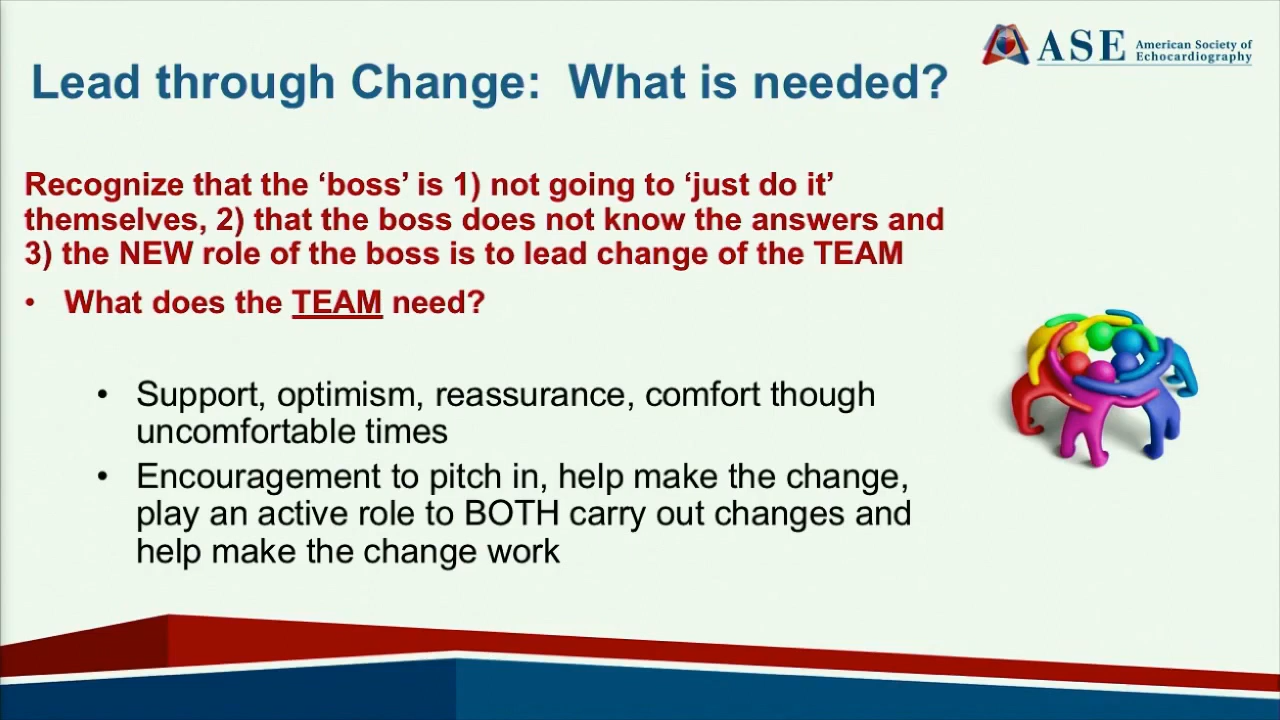 ASE American Society of
Echocardiography
Lead through Change:  What is needed?
Recognize that the ‘boss’ is 1) not going to ‘just do it’
themselves, 2) that the boss does not know the answers and
3) the NEW role of the boss is to lead change of the TEAM
• What does the TEAM need?
• Support, optimism, reassurance, comfort though
uncomfortable times
• Encouragement to pitch in, help make the change,
play an active role to BOTH carry out changes and
help make the change work